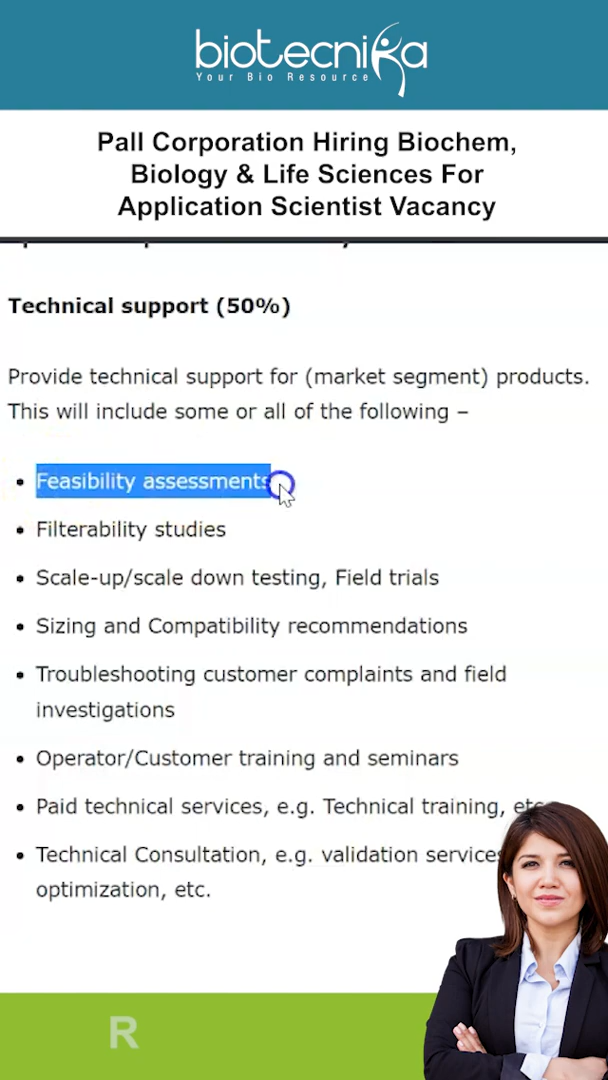 biotecnika
Your Bio Resource
Pall Corporation Hiring Biochem,
Biology & Life Sciences For
Application Scientist Vacancy
Technical support (50%)
Provide technical support for (market segment) products.
This will include some or all of the following –
• Feasibility assessments
• Filterability studies
• Scale-up/scale down testing, Field trials
• Sizing and Compatibility recommendations
• Troubleshooting customer complaints and field
investigations
• Operator/Customer training and seminars
• Paid technical services, e.g. Technical training, etc
• Technical Consultation, e.g. validation services
optimization, etc.
R